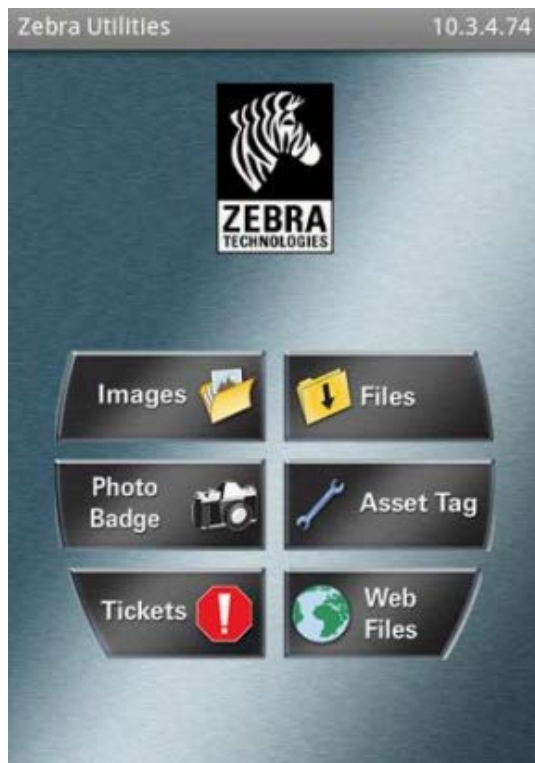 Zebra Utilities 10.3.4.74
ZEBRA
TECHNOLOGIES
Images
Files
Photo
Badge
Asset Tag
Tickets
Web
Files